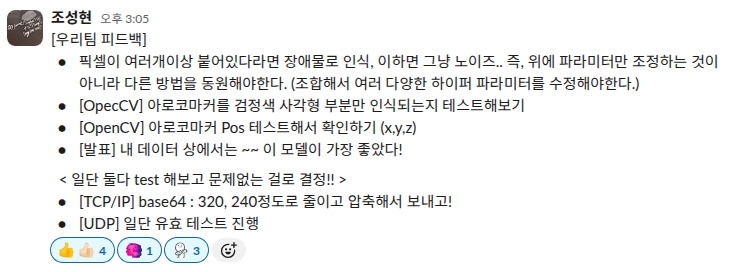 조성현 오후 3:05
[우리팀 피드백]
• 픽셀이 여러개이상 붙어있다라면 장애물로 인식, 이하면 그냥 노이즈.. 즉, 위에 파라미터만 조정하는 것이
아니라 다른 방법을 동원해야한다. (조합해서 여러 다양한 하이퍼 파라미터를 수정해야한다.)
• [OpecCV] 아로코마커를 검정색 사각형 부분만 인식되는지 테스트해보기
• [OpenCV] 아로코마커 Pos 테스트해서 확인하기 (x,y,z)
• [발표] 내 데이터 상에서는 ~~ 이 모델이 가장 좋았다!
< 일단 둘다 test 해보고 문제없는 걸로 결정!! >
• [TCP/IP] base64 : 320, 240정도로 줄이고 압축해서 보내고!
• [UDP] 일단 유효 테스트 진행
4 1 3